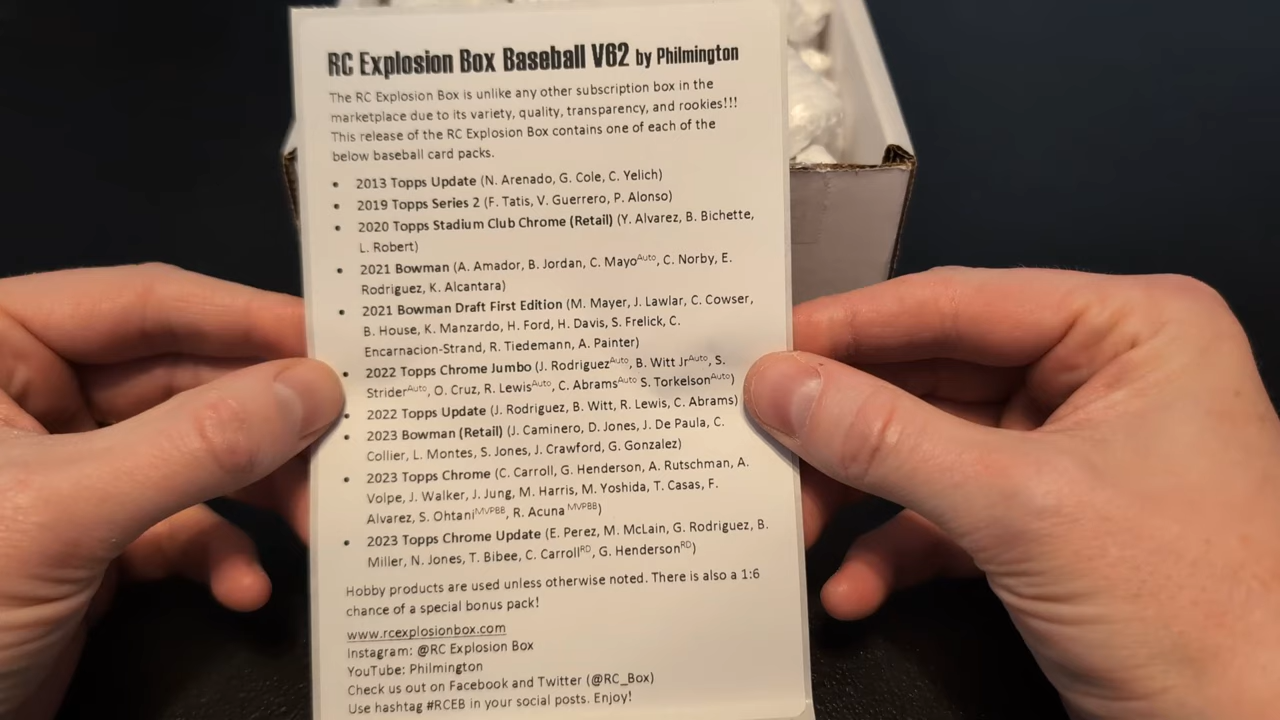 RC Explosion Box Baseball V62 by Philmington
The RC Explosion Box is unlike any other subscription box in the
marketplace due to its variety, quality, transparency, and rookies!!!
This release of the RC Explosion Box contains one of each of the
below baseball card packs.
• 2013 Topps Update (N. Arenado, G. Cole, C. Yelich)
• 2019 Topps Series 2 (F. Tatis, V. Guerrero, P. Alonso)
• 2020 Topps Stadium Club Chrome (Retail) (Y. Alvarez, B. Bichette,
L. Robert)
• 2021 Bowman (A. Amador, B. Jordan, C. MayoAuto, C. Norby, E.
Rodriguez, K. Alcantara)
• 2021 Bowman Draft First Edition (M. Mayer, J. Lawlar, C. Cowser,
B. House, K. Manzardo, H. Ford, H. Davis, S. Frelick, C.
Encarnacion-Strand, R. Tiedemann, A. Painter)
• 2022 Topps Chrome Jumbo (J. RodriguezAuto, B. Witt JrAuto, S.
StriderAuto, O. Cruz, R. LewisAuto, C. AbramsAuto S. TorkelsonAuto)
• 2022 Topps Update (J. Rodriguez, B. Witt, R. Lewis, C. Abrams)
• 2023 Bowman (Retail) (J. Caminero, D. Jones, J. De Paula, C.
Collier, L. Montes, S. Jones, J. Crawford, G. Gonzalez)
• 2023 Topps Chrome (C. Carroll, G. Henderson, A. Rutschman, A.
Volpe, J. Walker, J. Jung, M. Harris, M. Yoshida, T. Casas, F.
Alvarez, S. OhtaniMVPBB, R. Acuna MVPBB)
• 2023 Topps Chrome Update (E. Perez, M. McLain, G. Rodriguez, B.
Miller, N. Jones, T. Bibee, C. CarrollRD, G. HendersonRD)
Hobby products are used unless otherwise noted. There is also a 1:6
chance of a special bonus pack!
www.rcexplosionbox.com
Instagram: @RC Explosion Box
YouTube: Philmington
Check us out on Facebook and Twitter (@RC_Box)
Use hashtag #RCEB in your social posts. Enjoy!